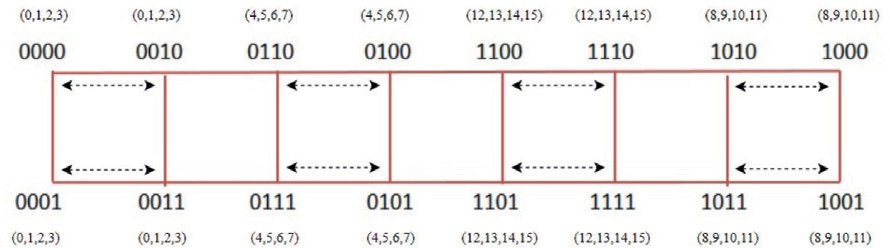 (0,1,2,3) (0,1,2,3) (4,5,6,7) (4,5,6,7) (12,13,14,15) (12,13,14,15) (8,9,10,11) (8,9,10,11)
0000 0010 0110 0100 1100 1110 1010 1000
0001 0011 0111 0101 1101 1111 1011 1001
(0,1,2,3) (0,1,2,3) (4,5,6,7) (4,5,6,7) (12,13,14,15) (12,13,14,15) (8,9,10,11) (8,9,10,11)